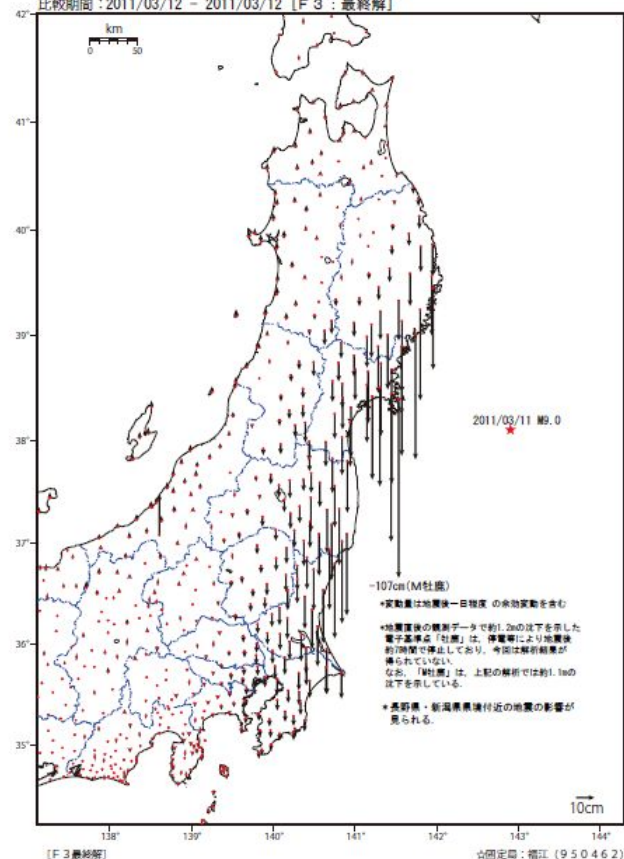 比較期間：2011/03/12 - 2011/03/12 [F 3 : 最終解]
42°
km
0 50
41°
40°
39°
2011/03/11 M9.0
38°
37°
-107cm(M牡鹿)
*変動量は地震後一日程度 の余効変動を含む
36°
*地震直後の観測データで約1.2mの沈下を示した
電子基準点「牡鹿」は，停電等により地震後
約7時間で停止しており，今回は解析結果が
得られていない．
なお，「M牡鹿」は，上記の解析では約1.1mの
沈下を示している．
*長野県・新潟県県境付近の地震の影響が
見られる．
35°
10cm
138° 139° 140° 141° 142° 143° 144°
[F 3最終解]
☆固定局：福江（９５０４６２）